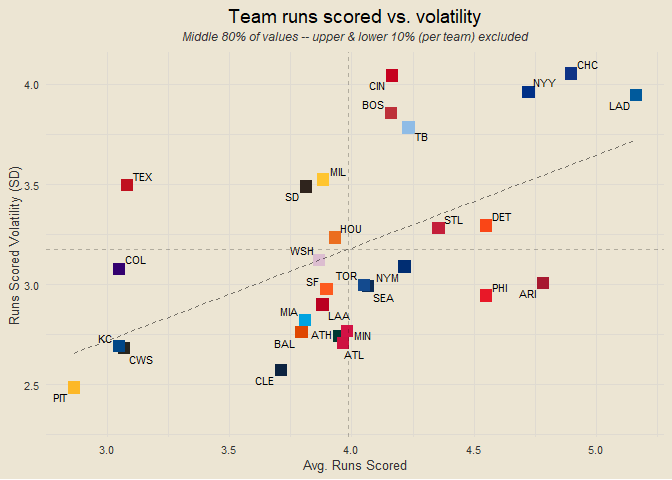 Team runs scored vs. volatility
Middle 80% of values -- upper & lower 10% (per team) excluded
Runs Scored Volatility (SD)
4.0
3.5
3.0
2.5
CHC
NYY
LAD
CIN
BOS
TB
TEX
MIL
SD
STL
DET
HOU
WSH
COL
TOR
NYM
SEA
SF
PHI
ARI
MIA
LAA
BAL
ATH
MIN
ATL
KC
CWS
CLE
PIT
3.0
3.5
4.0
4.5
5.0
Avg. Runs Scored